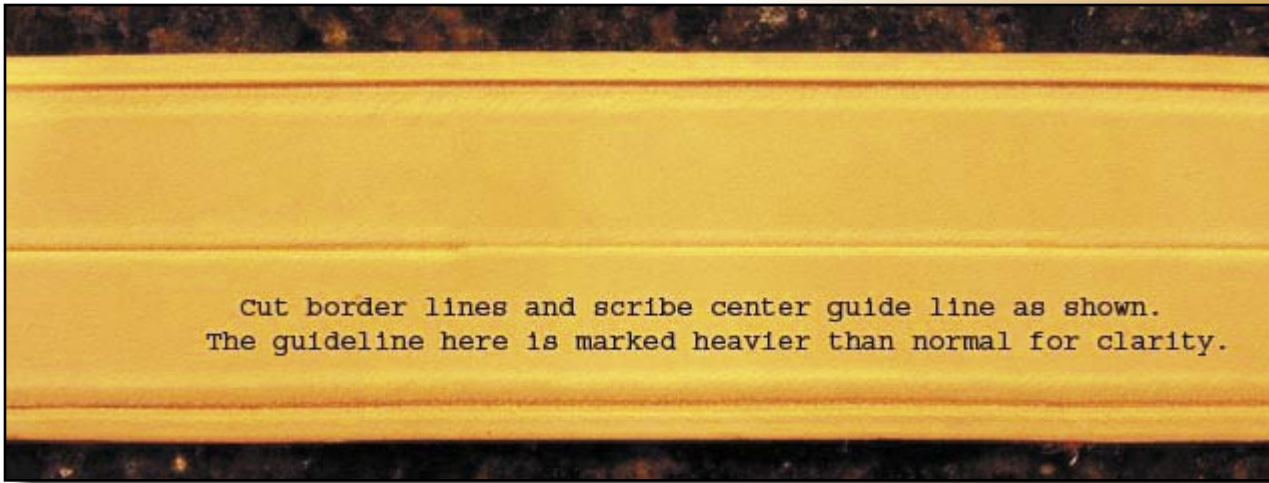 Cut border lines and scribe center guide line as shown.
The guideline here is marked heavier than normal for clarity.